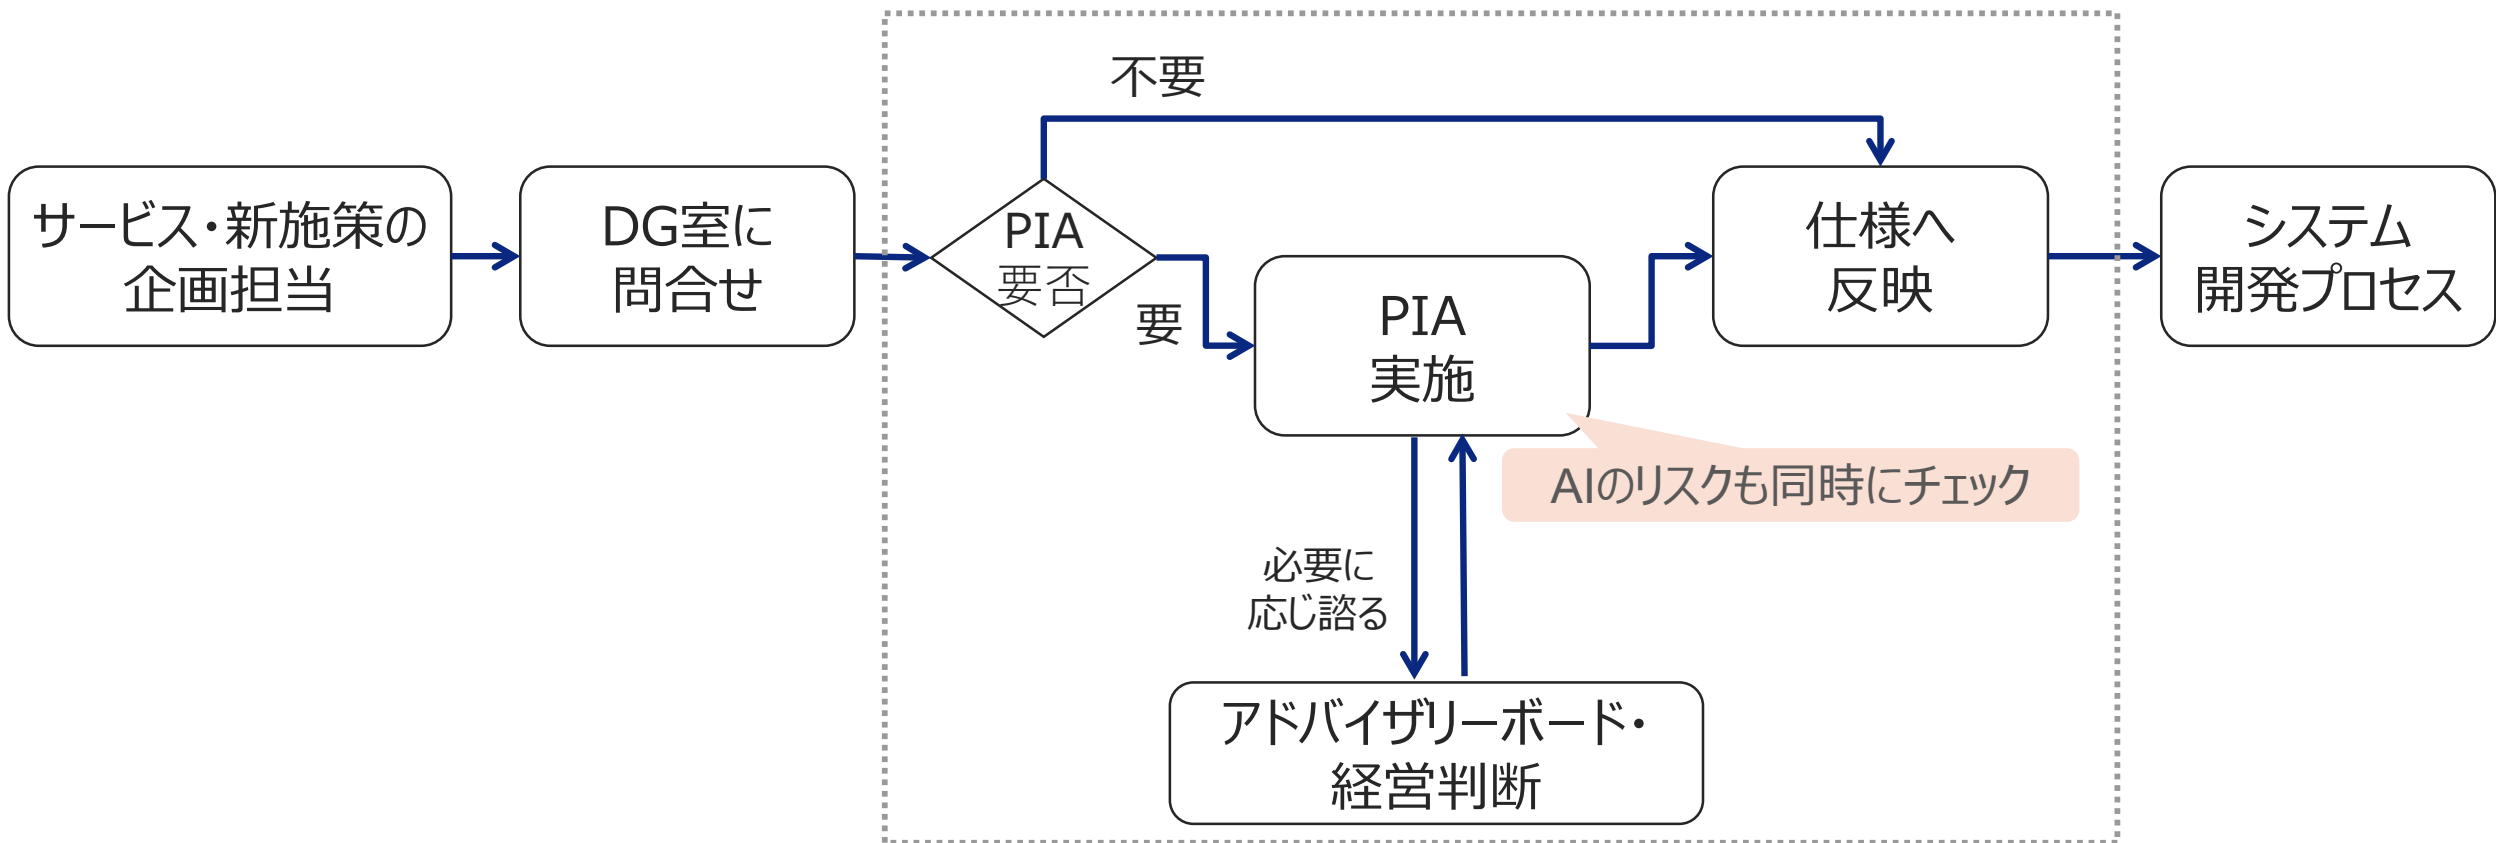 サービス・新施策の
企画推進
DG室に
問合せ
PIA
要否
不要
要
PIA
実施
AIのリスクも同時にチェック
必要に
応じ諮る
アドバイザリーボード・
経営判断
仕様へ
反映
システム
開発プロセス